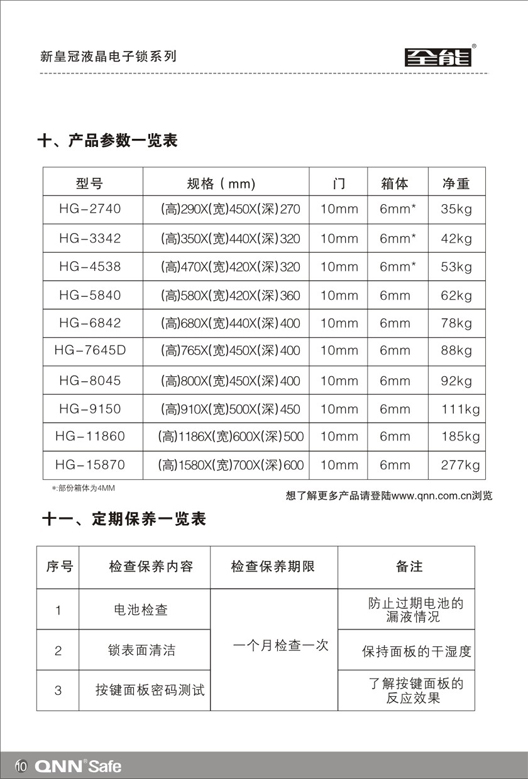 新皇冠液晶电子锁系列
全能®
十、产品参数一览表
型号 规格（mm) 门 箱体 净重
HG-2740 (高)290X(宽)450X(深)270 10mm 6mm* 35kg
HG-3342 (高)350X(宽)440X(深)320 10mm 6mm* 42kg
HG-4538 (高)470X(宽)420X(深)320 10mm 6mm* 53kg
HG-5840 (高)580X(宽)420X(深)360 10mm 6mm 62kg
HG-6842 (高)680X(宽)440X(深)400 10mm 6mm 78kg
HG-7645D (高)765X(宽)450X(深)400 10mm 6mm 88kg
HG-8045 (高)800X(宽)450X(深)400 10mm 6mm 92kg
HG-9150 (高)910X(宽)500X(深)450 10mm 6mm 111kg
HG-11860 (高)1186X(宽)600X(深)500 10mm 6mm 185kg
HG-15870 (高)1580X(宽)700X(深)600 10mm 6mm 277kg
*:部份箱体为4MM
想了解更多产品请登陆www.qnn.com.cn浏览
十一、定期保养一览表
序号 检查保养内容 检查保养期限 备注
1 电池检查 一个月检查一次 防止过期电池的
漏液情况
2 锁表面清洁 保持面板的干湿度
3 按键面板密码测试 了解按键面板的
反应效果
10 QNN® Safe